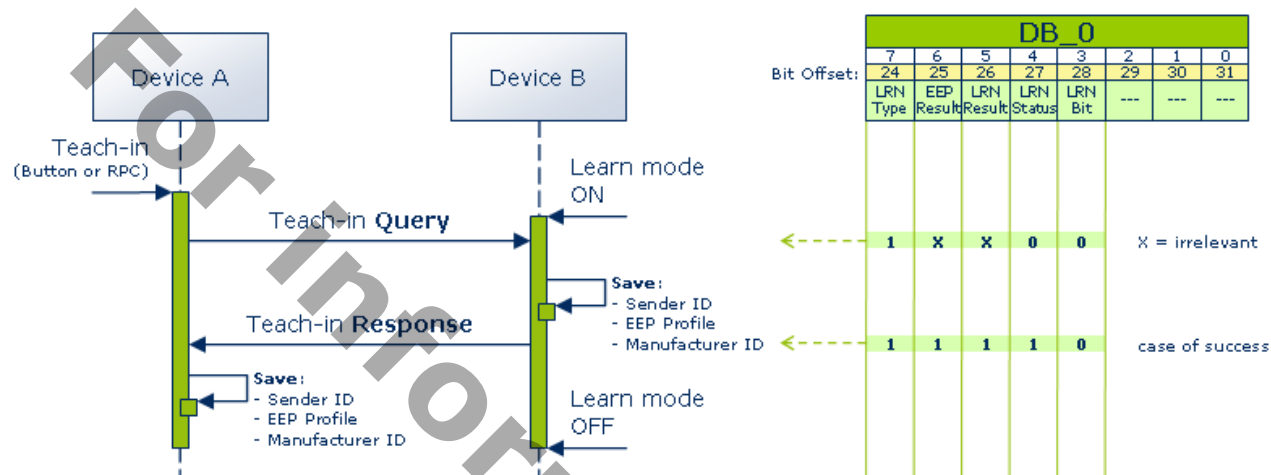 Device A
Device B
Teach-in
(Button or RPC)
Learn mode
ON
Teach-in Query
Save:
- Sender ID
- EEP Profile
- Manufacturer ID
Teach-in Response
Save:
- Sender ID
- EEP Profile
- Manufacturer ID
Learn mode
OFF
DB_0
7 6 5 4 3 2 1 0
Bit Offset: 24 25 26 27 28 29 30 31
LRN EEP LRN LRN LRN
Type Result Result Status Bit --- --- ---
1 X X 0 0 X = irrelevant
1 1 1 1 0 case of success
For infor